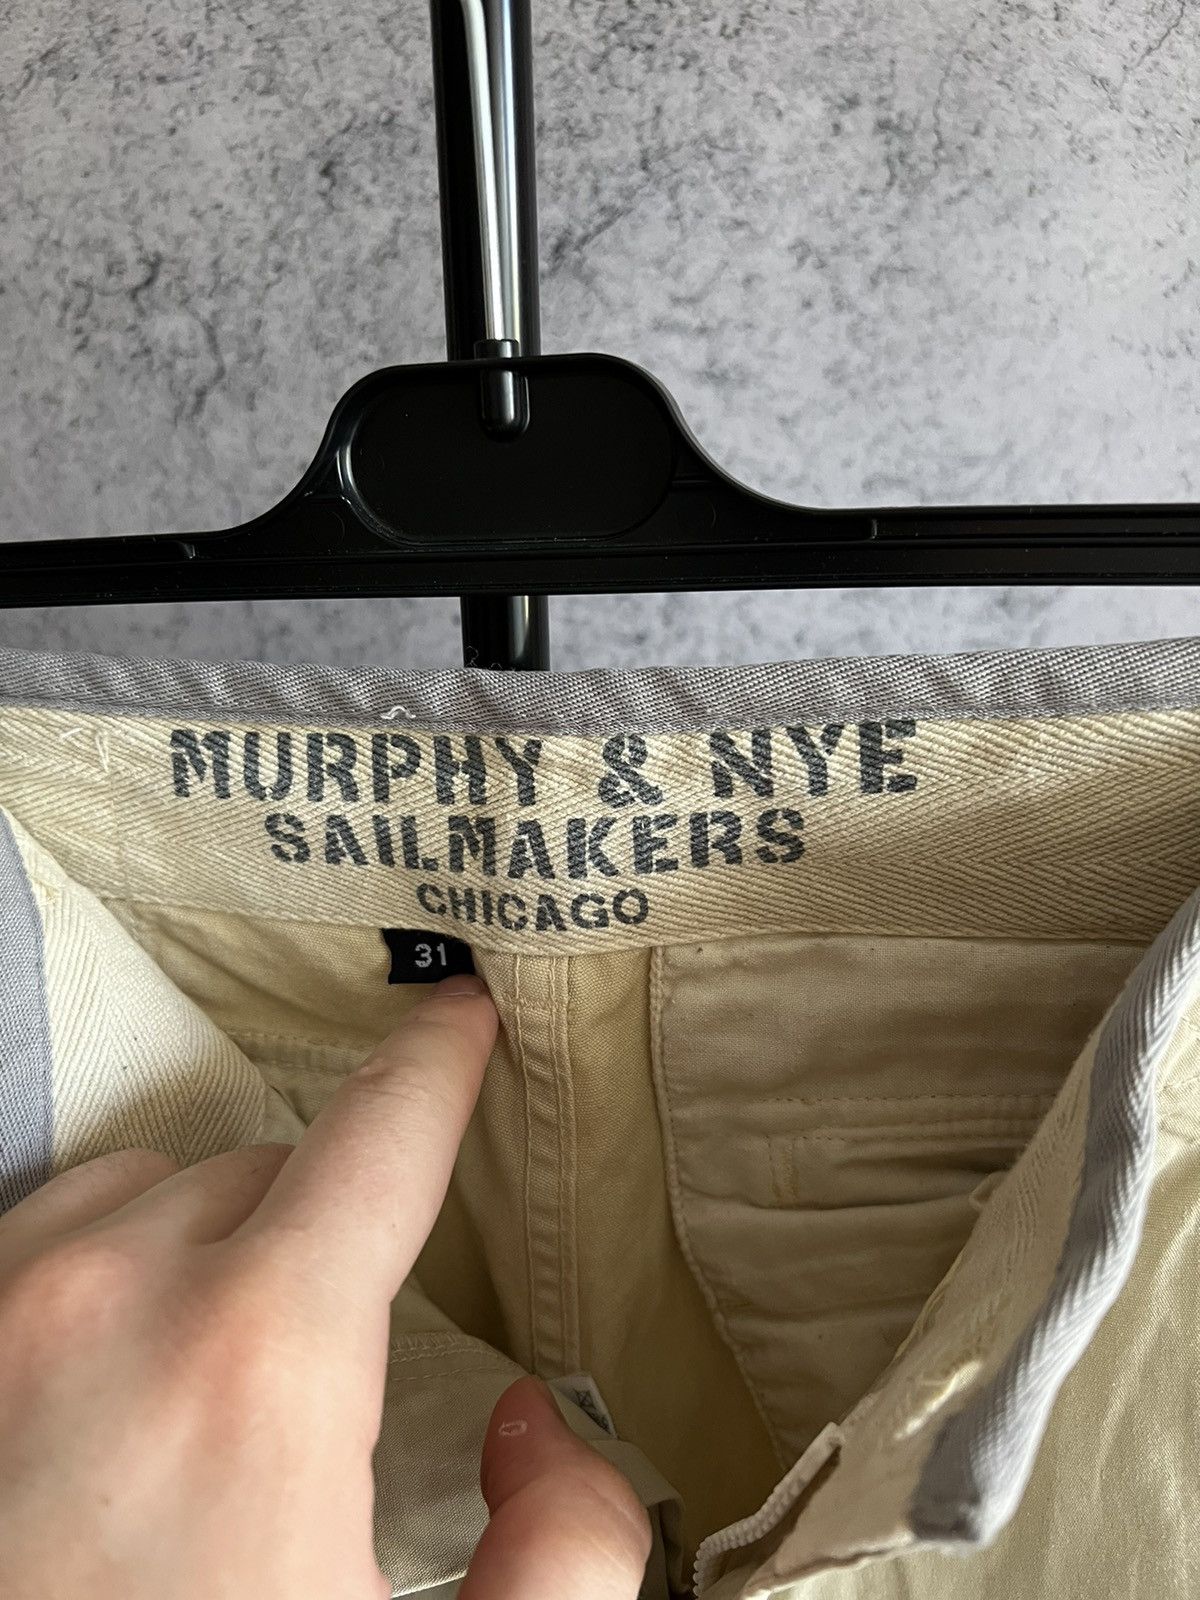 MURPHY & NYE
SAILMAKERS
CHICAGO
31